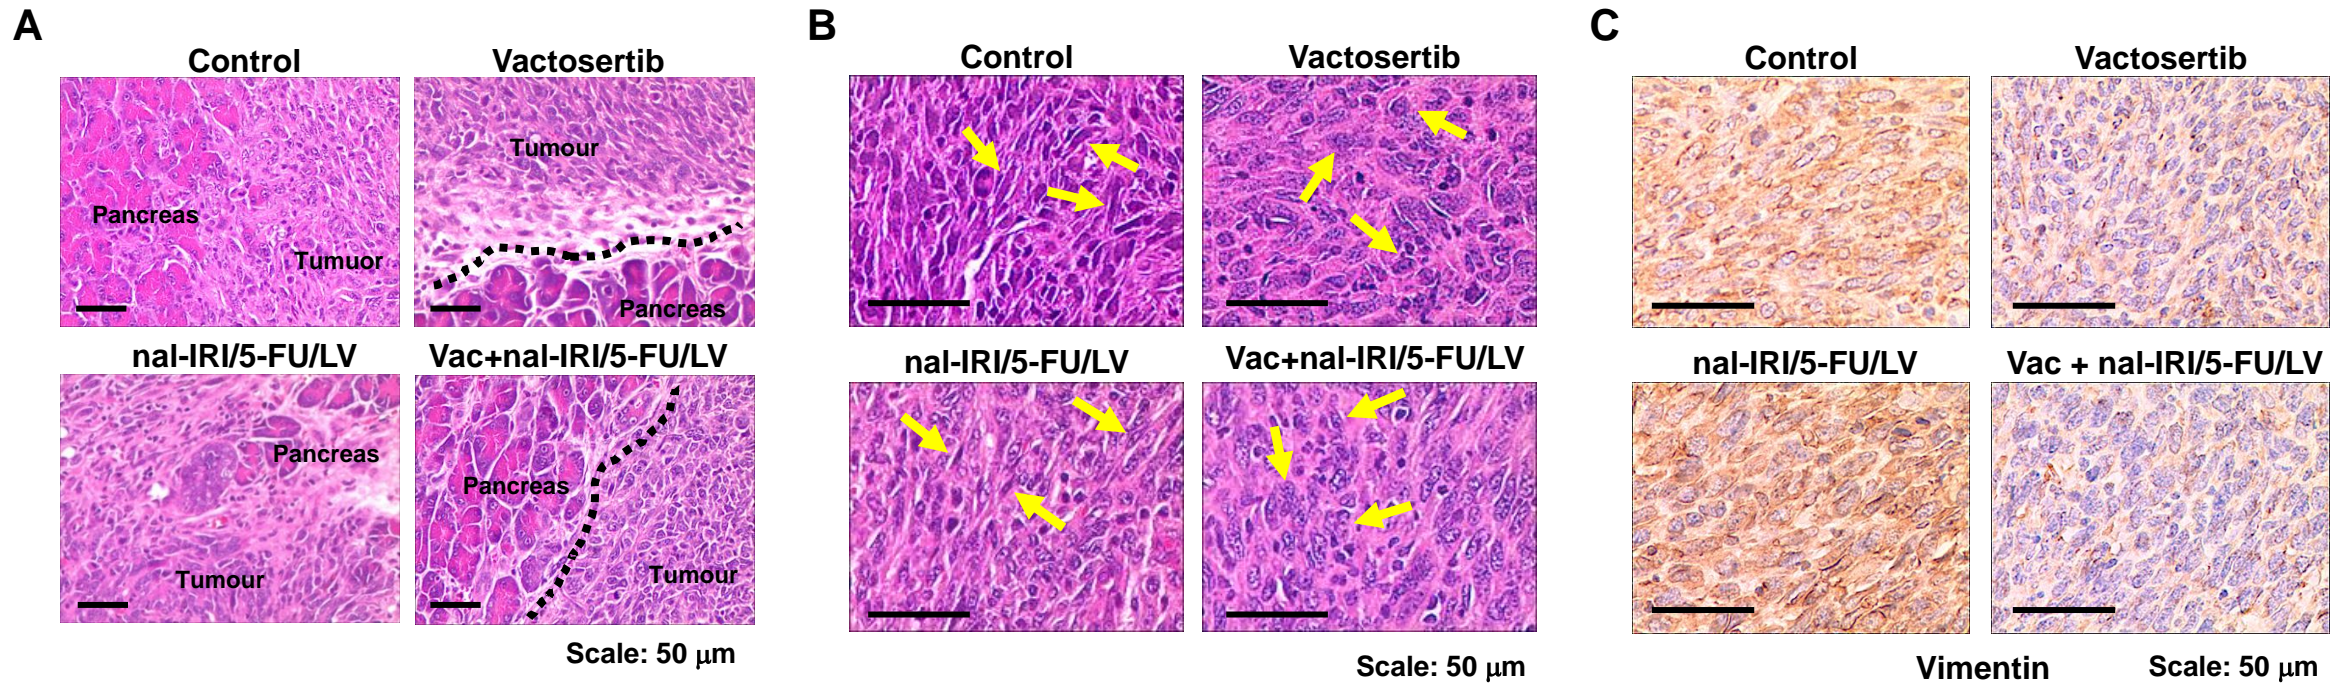 A
Control
Vactosertib
Pancreas
Tumuor
Tumour
Pancreas
nal-IRI/5-FU/LV
Vac+nal-IRI/5-FU/LV
Pancreas
Tumour
Pancreas
Tumour
Scale: 50 μm
B
Control
Vactosertib
nal-IRI/5-FU/LV
Vac+nal-IRI/5-FU/LV
Scale: 50 μm
C
Control
Vactosertib
nal-IRI/5-FU/LV
Vac + nal-IRI/5-FU/LV
Vimentin
Scale: 50 μm